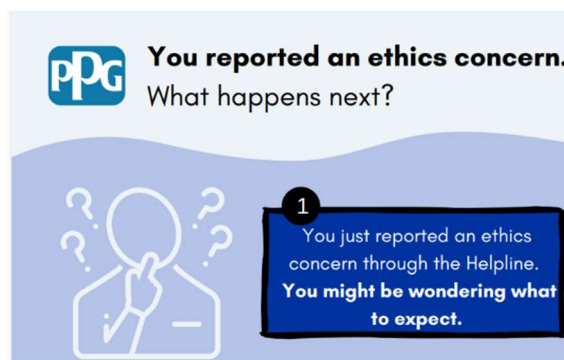 PPG
You reported an ethics concern.
What happens next?
1
You just reported an ethics
concern through the Helpline.
You might be wondering what
to expect.